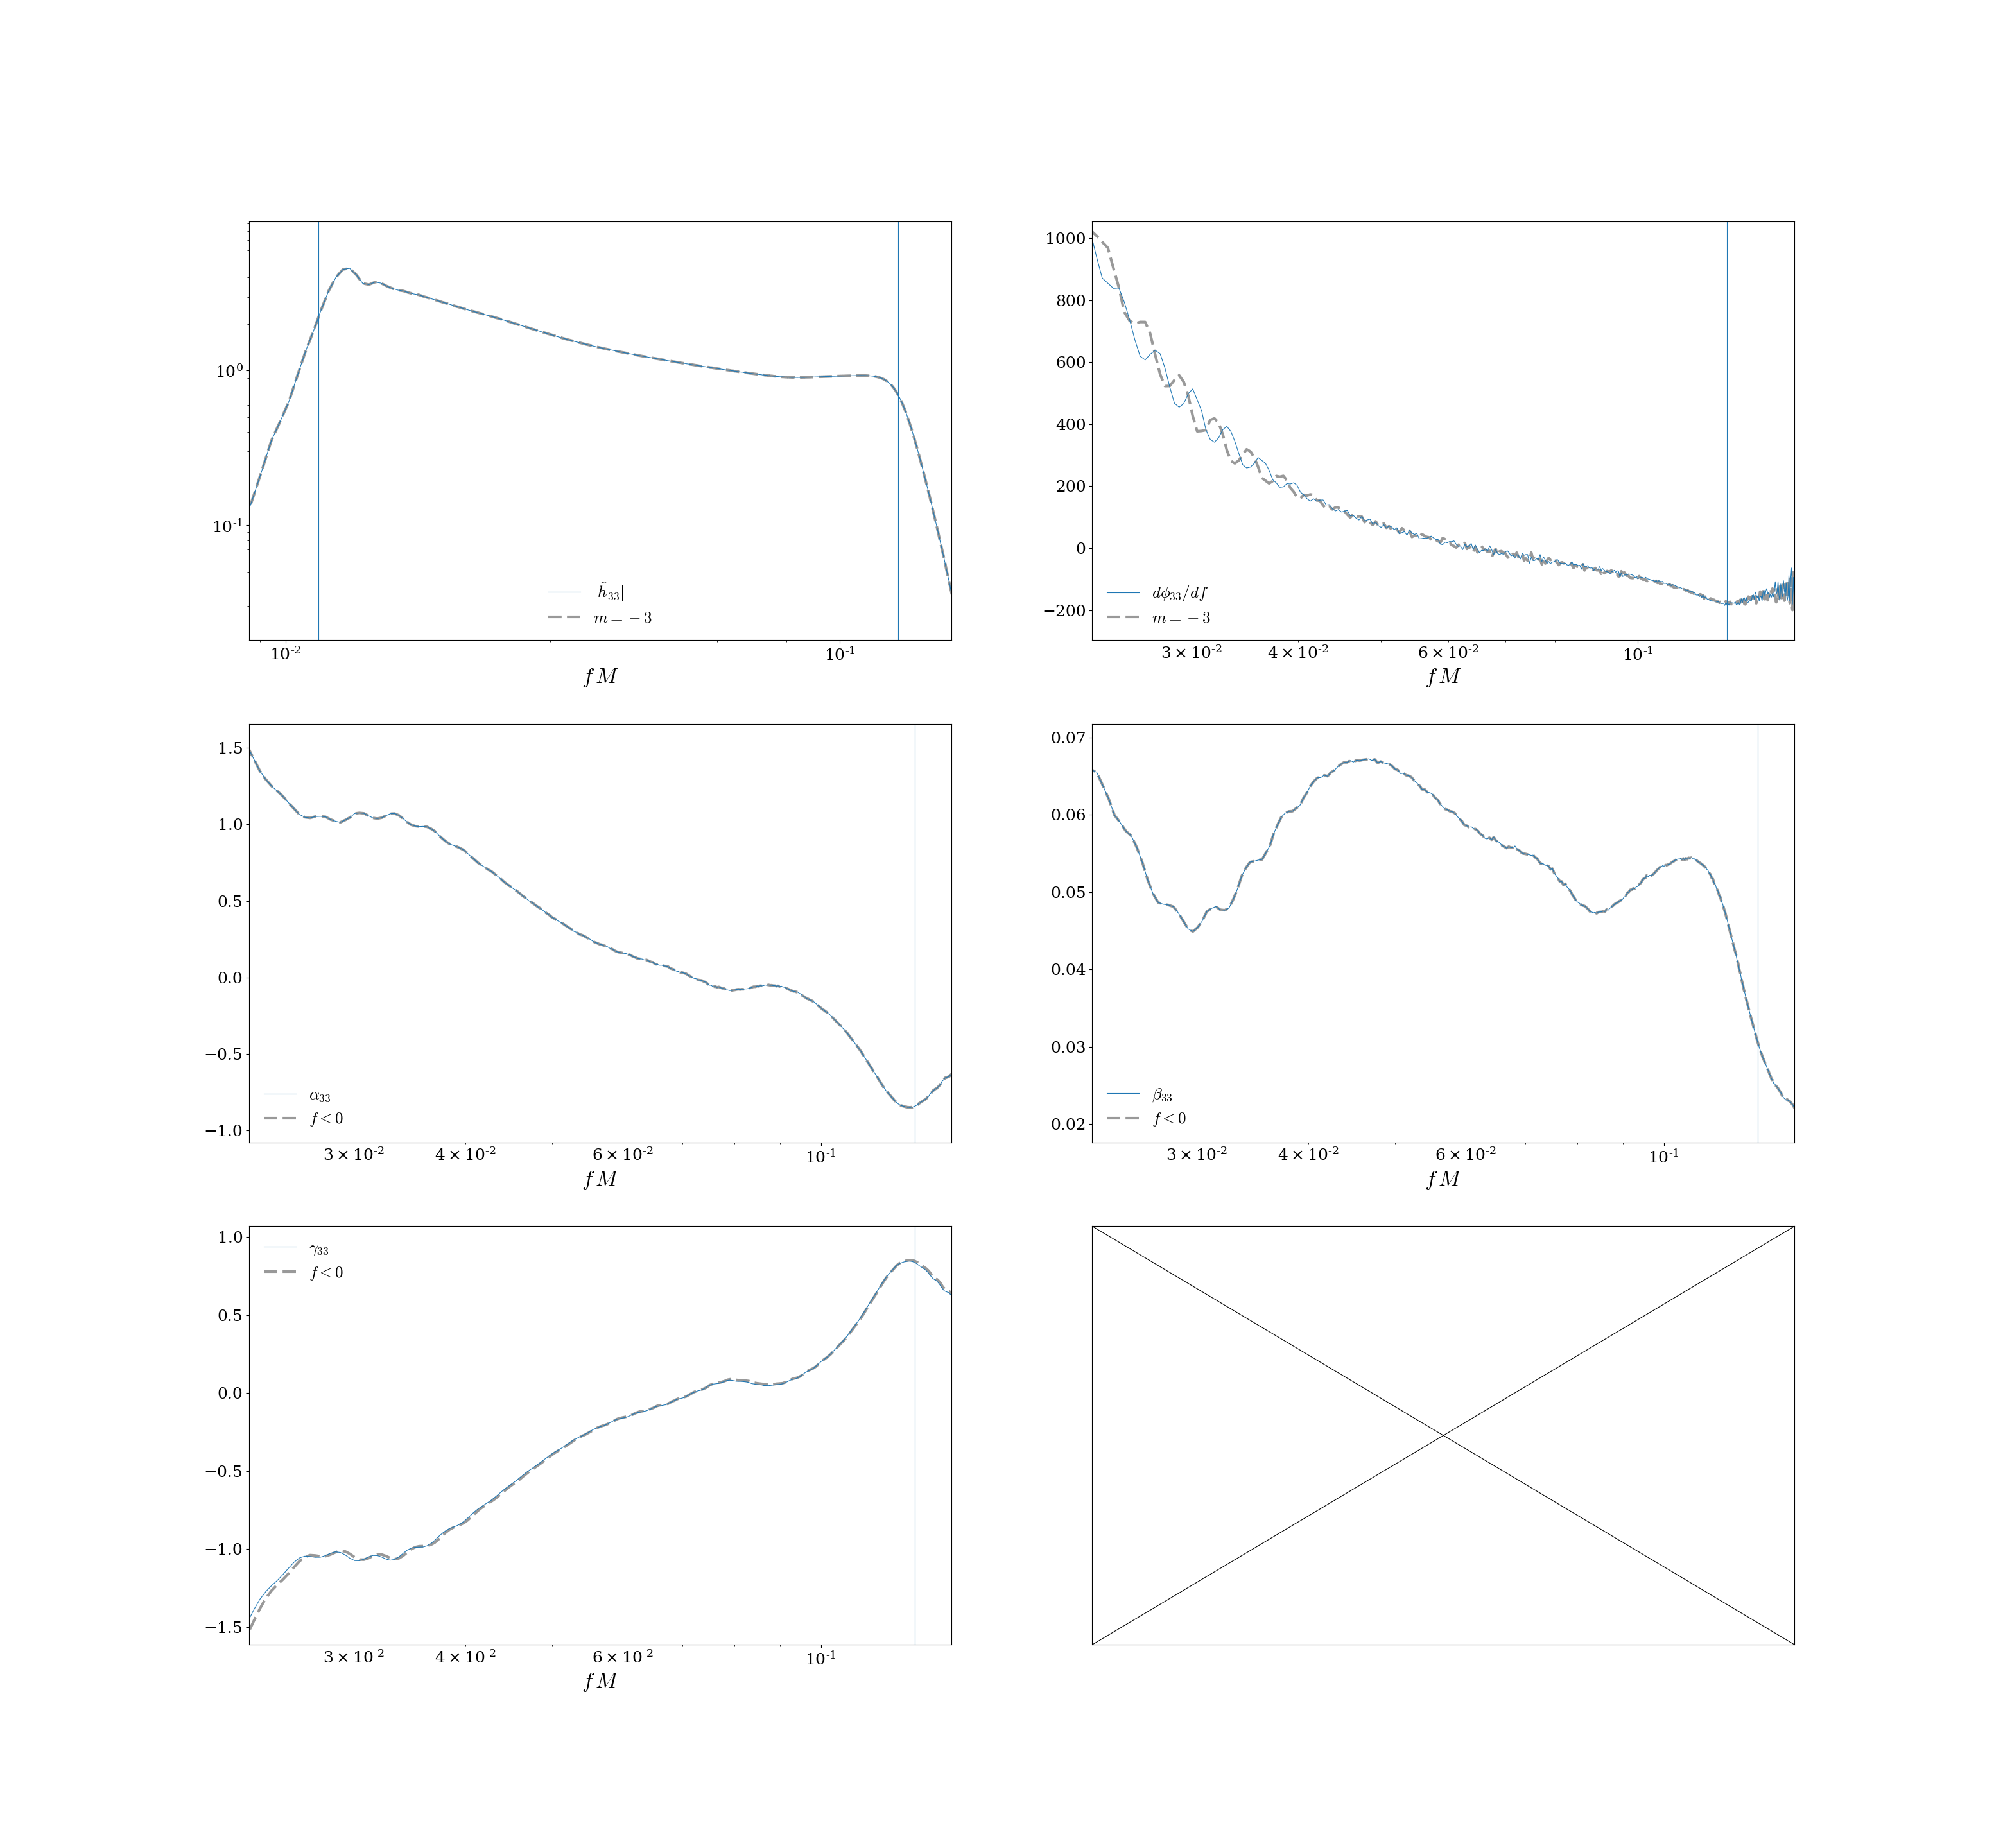 10⁰
10⁻¹
|h̃₃₃|
m = −3
10⁻² 10⁻¹
f M
1000
800
600
400
200
0
−200
dϕ₃₃/df
m = −3
3 × 10⁻² 4 × 10⁻² 6 × 10⁻² 10⁻¹
f M
1.5
1.0
0.5
0.0
−0.5
−1.0
α₃₃
f < 0
3 × 10⁻² 4 × 10⁻² 6 × 10⁻² 10⁻¹
f M
0.07
0.06
0.05
0.04
0.03
0.02
β₃₃
f < 0
3 × 10⁻² 4 × 10⁻² 6 × 10⁻² 10⁻¹
f M
1.0
0.5
0.0
−0.5
−1.0
−1.5
γ₃₃
f < 0
3 × 10⁻² 4 × 10⁻² 6 × 10⁻² 10⁻¹
f M